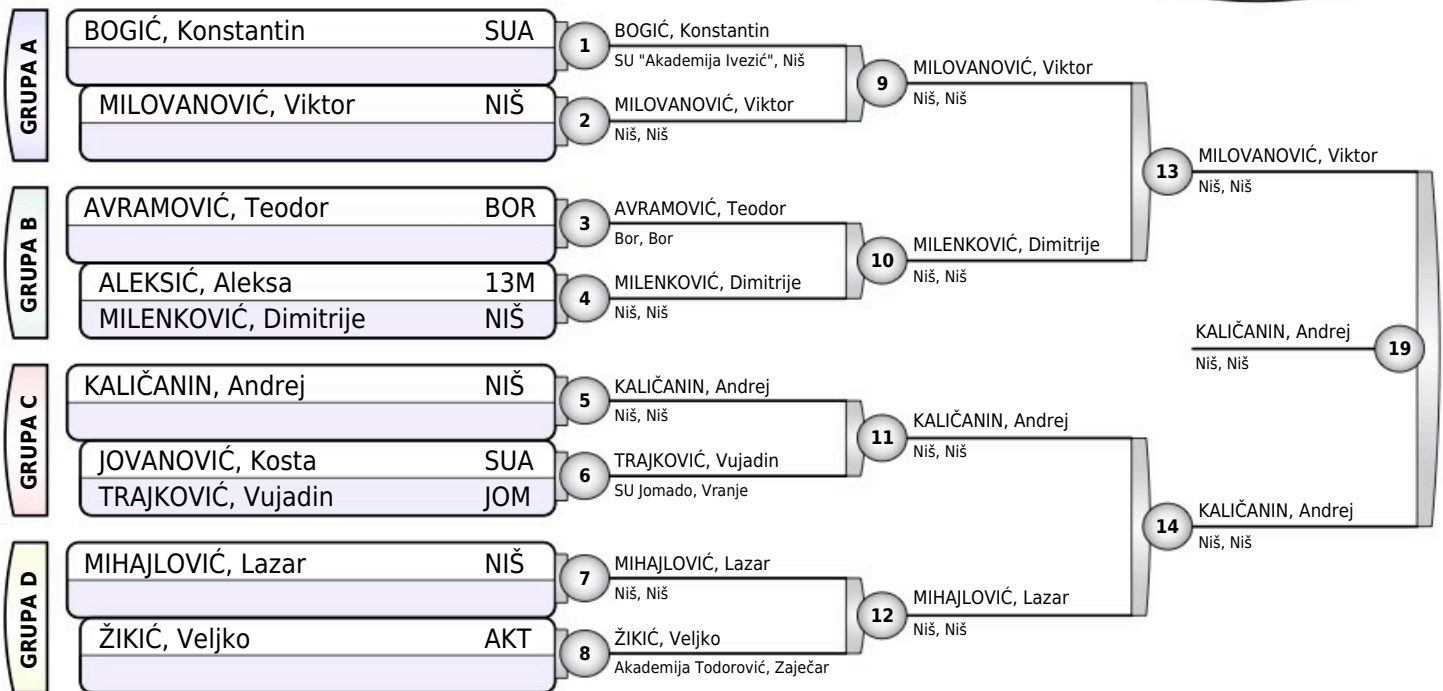 GRUPA A
BOGIĆ, Konstantin SUA
MILOVANOVIĆ, Viktor NIŠ
GRUPA B
AVRAMOVIĆ, Teodor BOR
ALEKSIĆ, Aleksa 13M
MILENKOVIĆ, Dimitrije NIŠ
GRUPA C
KALIČANIN, Andrej NIŠ
JOVANOVIĆ, Kosta SUA
TRAJKOVIĆ, Vujadin JOM
GRUPA D
MIHAJLOVIĆ, Lazar NIŠ
ŽIKIĆ, Veljko AKT
1 BOGIĆ, Konstantin
SU "Akademija Ivezić", Niš
2 MILOVANOVIĆ, Viktor
Niš, Niš
3 AVRAMOVIĆ, Teodor
Bor, Bor
4 MILENKOVIĆ, Dimitrije
Niš, Niš
5 KALIČANIN, Andrej
Niš, Niš
6 TRAJKOVIĆ, Vujadin
SU Jomado, Vranje
7 MIHAJLOVIĆ, Lazar
Niš, Niš
8 ŽIKIĆ, Veljko
Akademija Todorović, Zaječar
9 MILOVANOVIĆ, Viktor
Niš, Niš
10 MILENKOVIĆ, Dimitrije
Niš, Niš
11 KALIČANIN, Andrej
Niš, Niš
12 MIHAJLOVIĆ, Lazar
Niš, Niš
13 MILOVANOVIĆ, Viktor
Niš, Niš
14 KALIČANIN, Andrej
Niš, Niš
KALIČANIN, Andrej 19
Niš, Niš